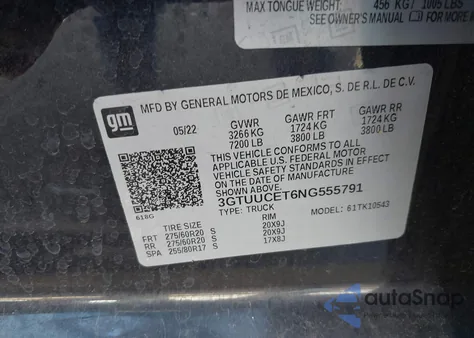 MAX TONGUE WEIGHT: 456 KG / 1005 LBS
SEE OWNER'S MANUAL FOR MORE
gm
MFD BY GENERAL MOTORS DE MEXICO, S. DE R.L. DE C.V.
05/22 GVWR GAWR FRT GAWR RR
3266 KG 1724 KG 1724 KG
7200 LB 3800 LB 3800 LB
THIS VEHICLE CONFORMS TO ALL
APPLICABLE U.S. FEDERAL MOTOR
VEHICLE SAFETY STANDARDS IN EFFECT
ON THE DATE OF MANUFACTURE
SHOWN ABOVE.
3GTUUCET6NG555791
TYPE: TRUCK MODEL: 61TK10543
618G
TIRE SIZE RIM
FRT 275/60R20 S 20X9J
RR 275/60R20 S 20X9J
SPA 255/80R17 S 17X8J
autoSnap